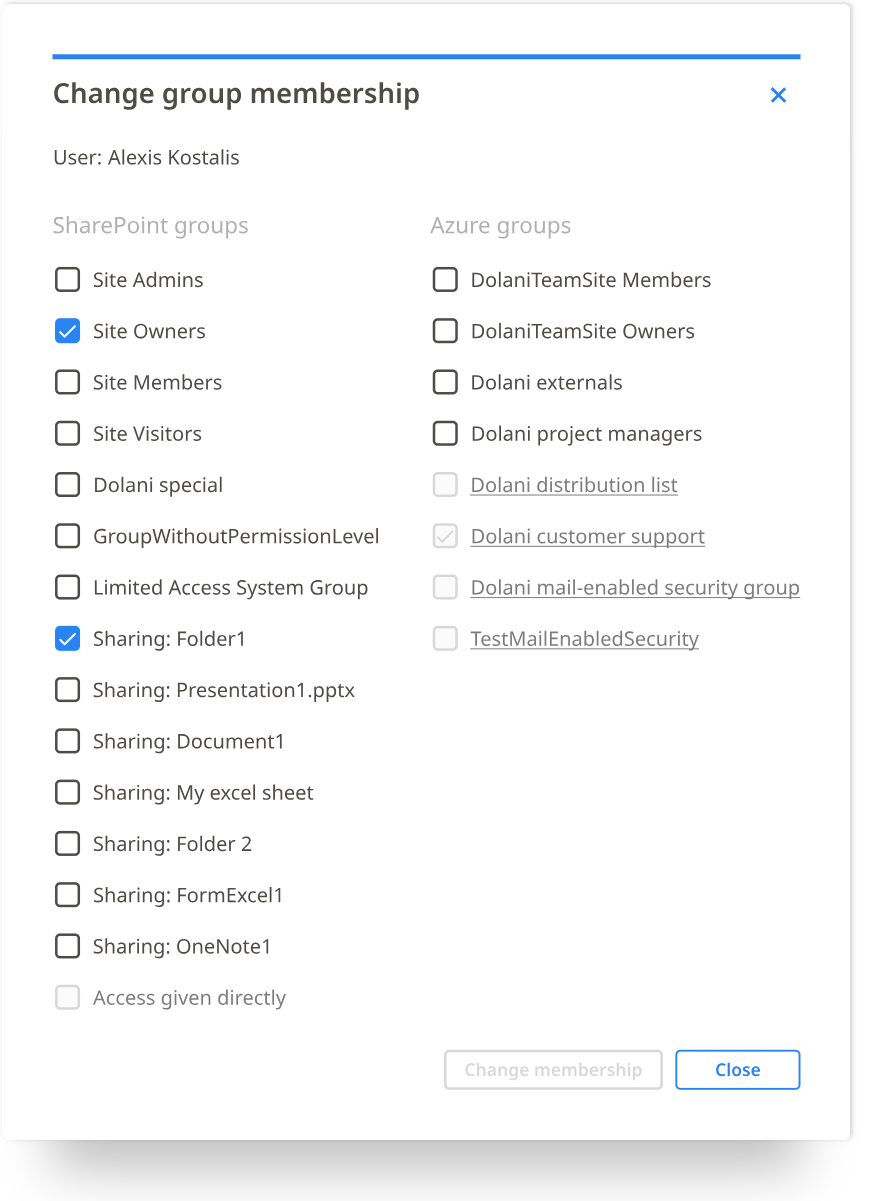 Change group membership
User: Alexis Kostalis
SharePoint groups
Site Admins
Site Owners
Site Members
Site Visitors
Dolani special
GroupWithoutPermissionLevel
Limited Access System Group
Sharing: Folder1
Sharing: Presentation1.pptx
Sharing: Document1
Sharing: My excel sheet
Sharing: Folder 2
Sharing: FormExcel1
Sharing: OneNote1
Access given directly
Azure groups
DolaniTeamSite Members
DolaniTeamSite Owners
Dolani externals
Dolani project managers
Dolani distribution list
Dolani customer support
Dolani mail-enabled security group
TestMailEnabledSecurity
Change membership
Close